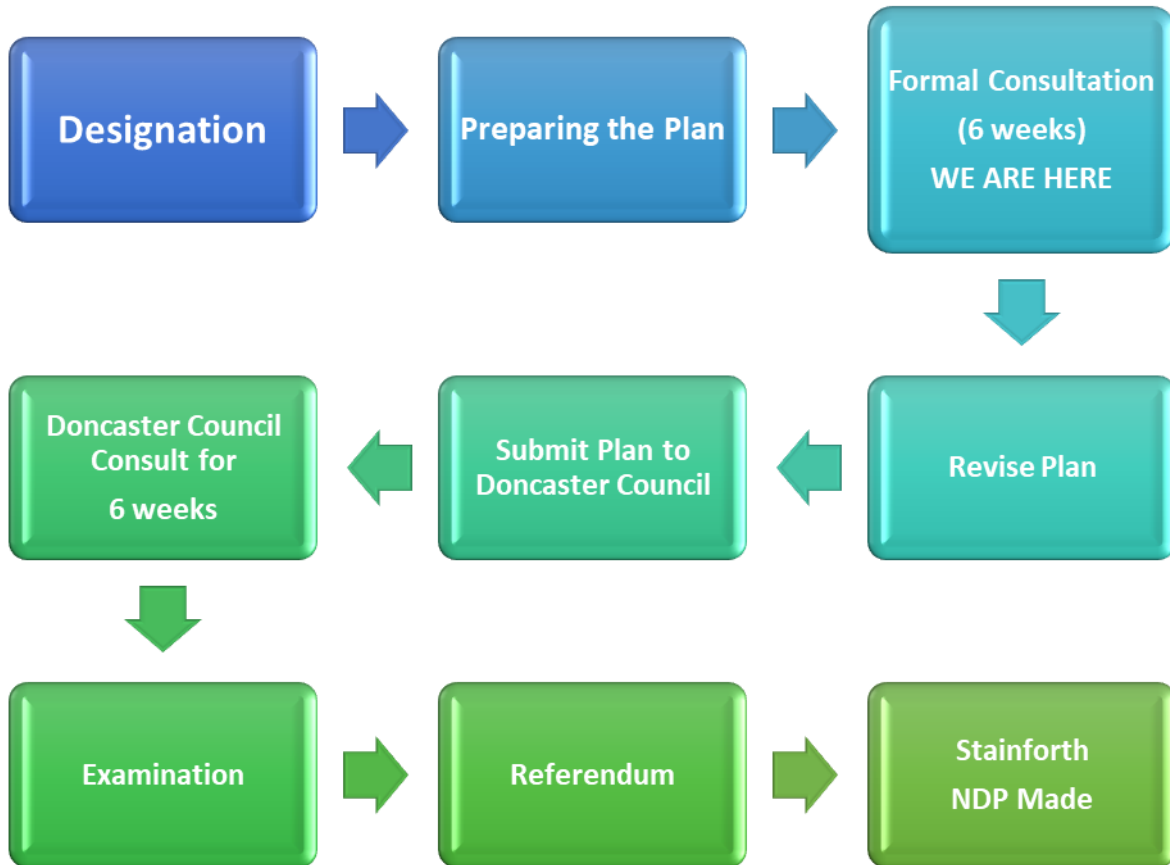 Designation
Preparing the Plan
Formal Consultation
(6 weeks)
WE ARE HERE
Revise Plan
Submit Plan to
Doncaster Council
Doncaster Council
Consult for
6 weeks
Examination
Referendum
Stainforth
NDP Made